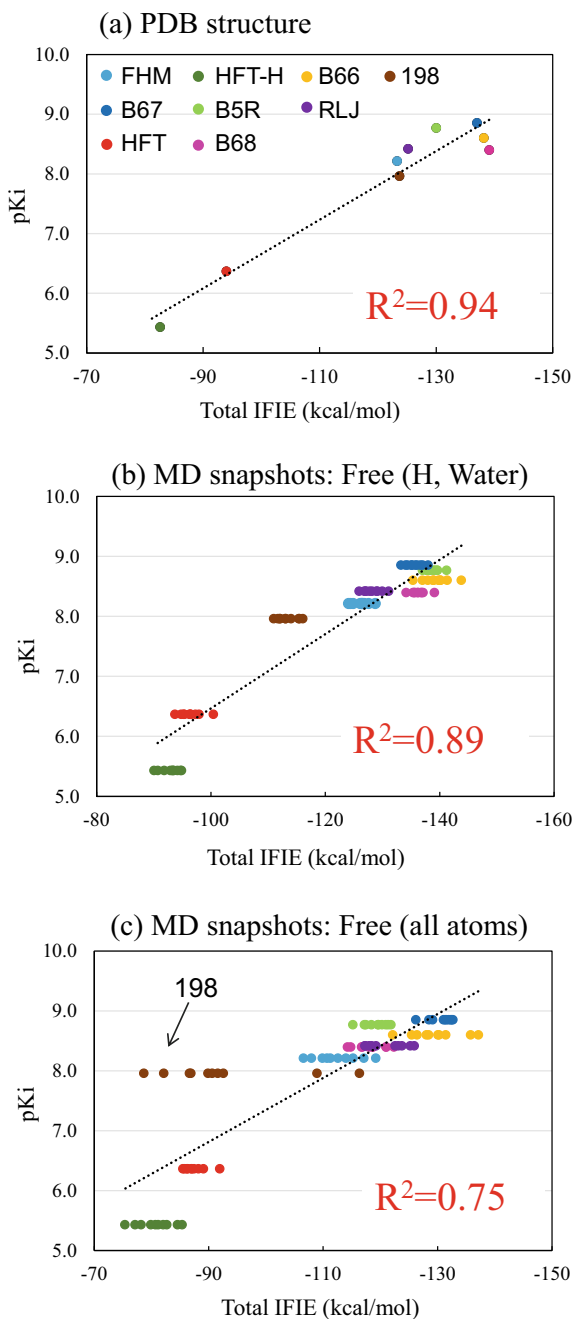 (a) PDB structure
10.0
9.0
8.0
7.0
6.0
5.0
pKi
FHM HFT-H B66 198
B67 B5R RLJ
HFT B68
R²=0.94
-70 -90 -110 -130 -150
Total IFIE (kcal/mol)
(b) MD snapshots: Free (H, Water)
10.0
9.0
8.0
7.0
6.0
5.0
pKi
R²=0.89
-80 -100 -120 -140 -160
Total IFIE (kcal/mol)
(c) MD snapshots: Free (all atoms)
10.0
9.0
8.0
7.0
6.0
5.0
pKi
198
R²=0.75
-70 -90 -110 -130 -150
Total IFIE (kcal/mol)